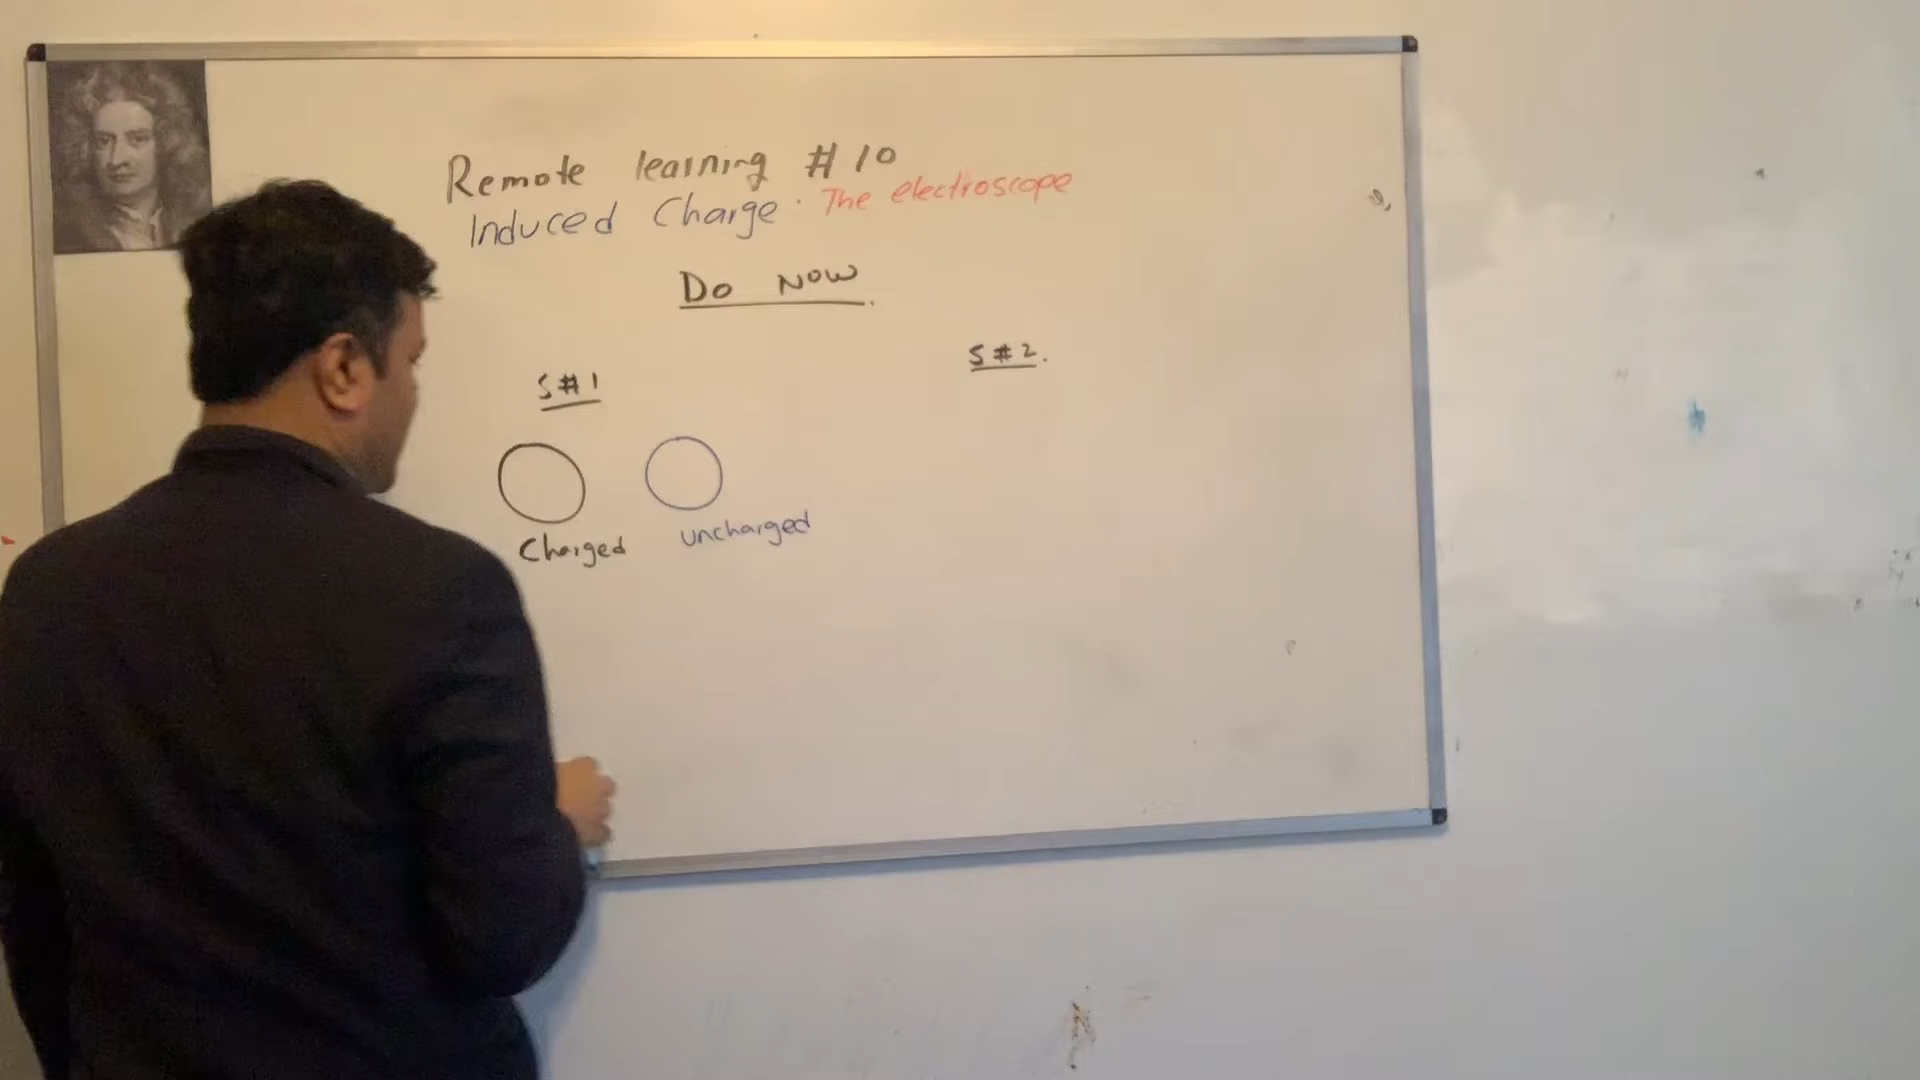 Remote learning #10
Induced Charge. The electroscope
Do Now.
S#1
S#2.
Charged
uncharged